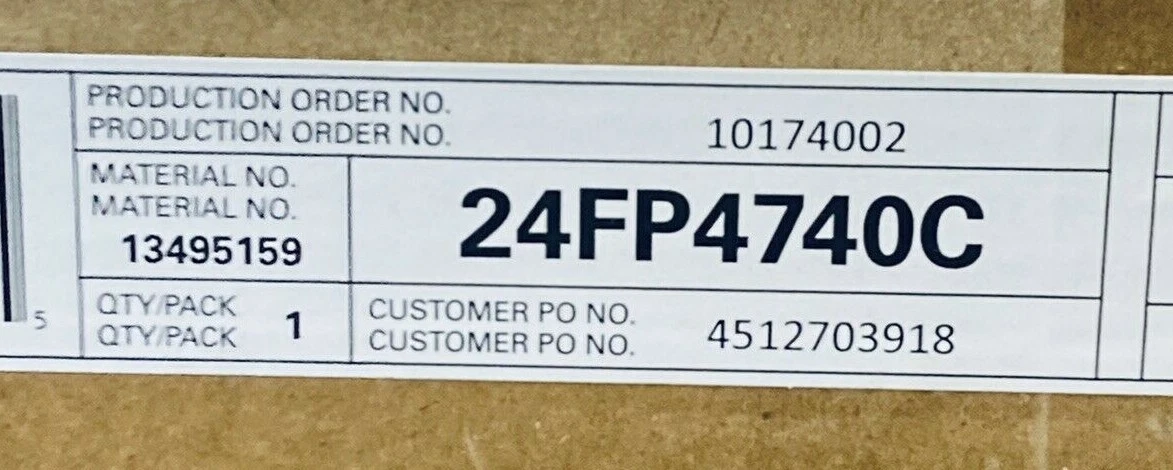 PRODUCTION ORDER NO.
PRODUCTION ORDER NO. 10174002
MATERIAL NO.
MATERIAL NO.
13495159
24FP4740C
QTY/PACK
QTY/PACK 1
CUSTOMER PO NO.
CUSTOMER PO NO. 4512703918
5